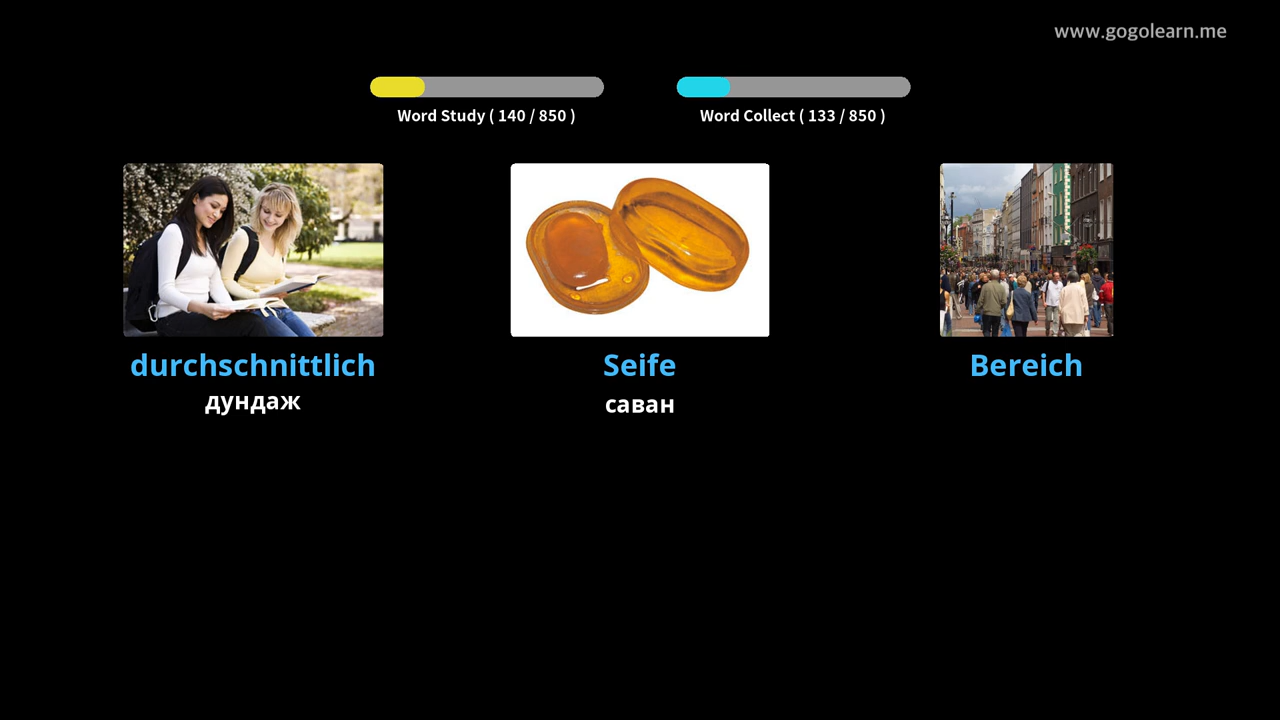 www.gogolearn.me
Word Study ( 140 / 850 )
Word Collect ( 133 / 850 )
durchschnittlich
дундаж
Seife
саван
Bereich